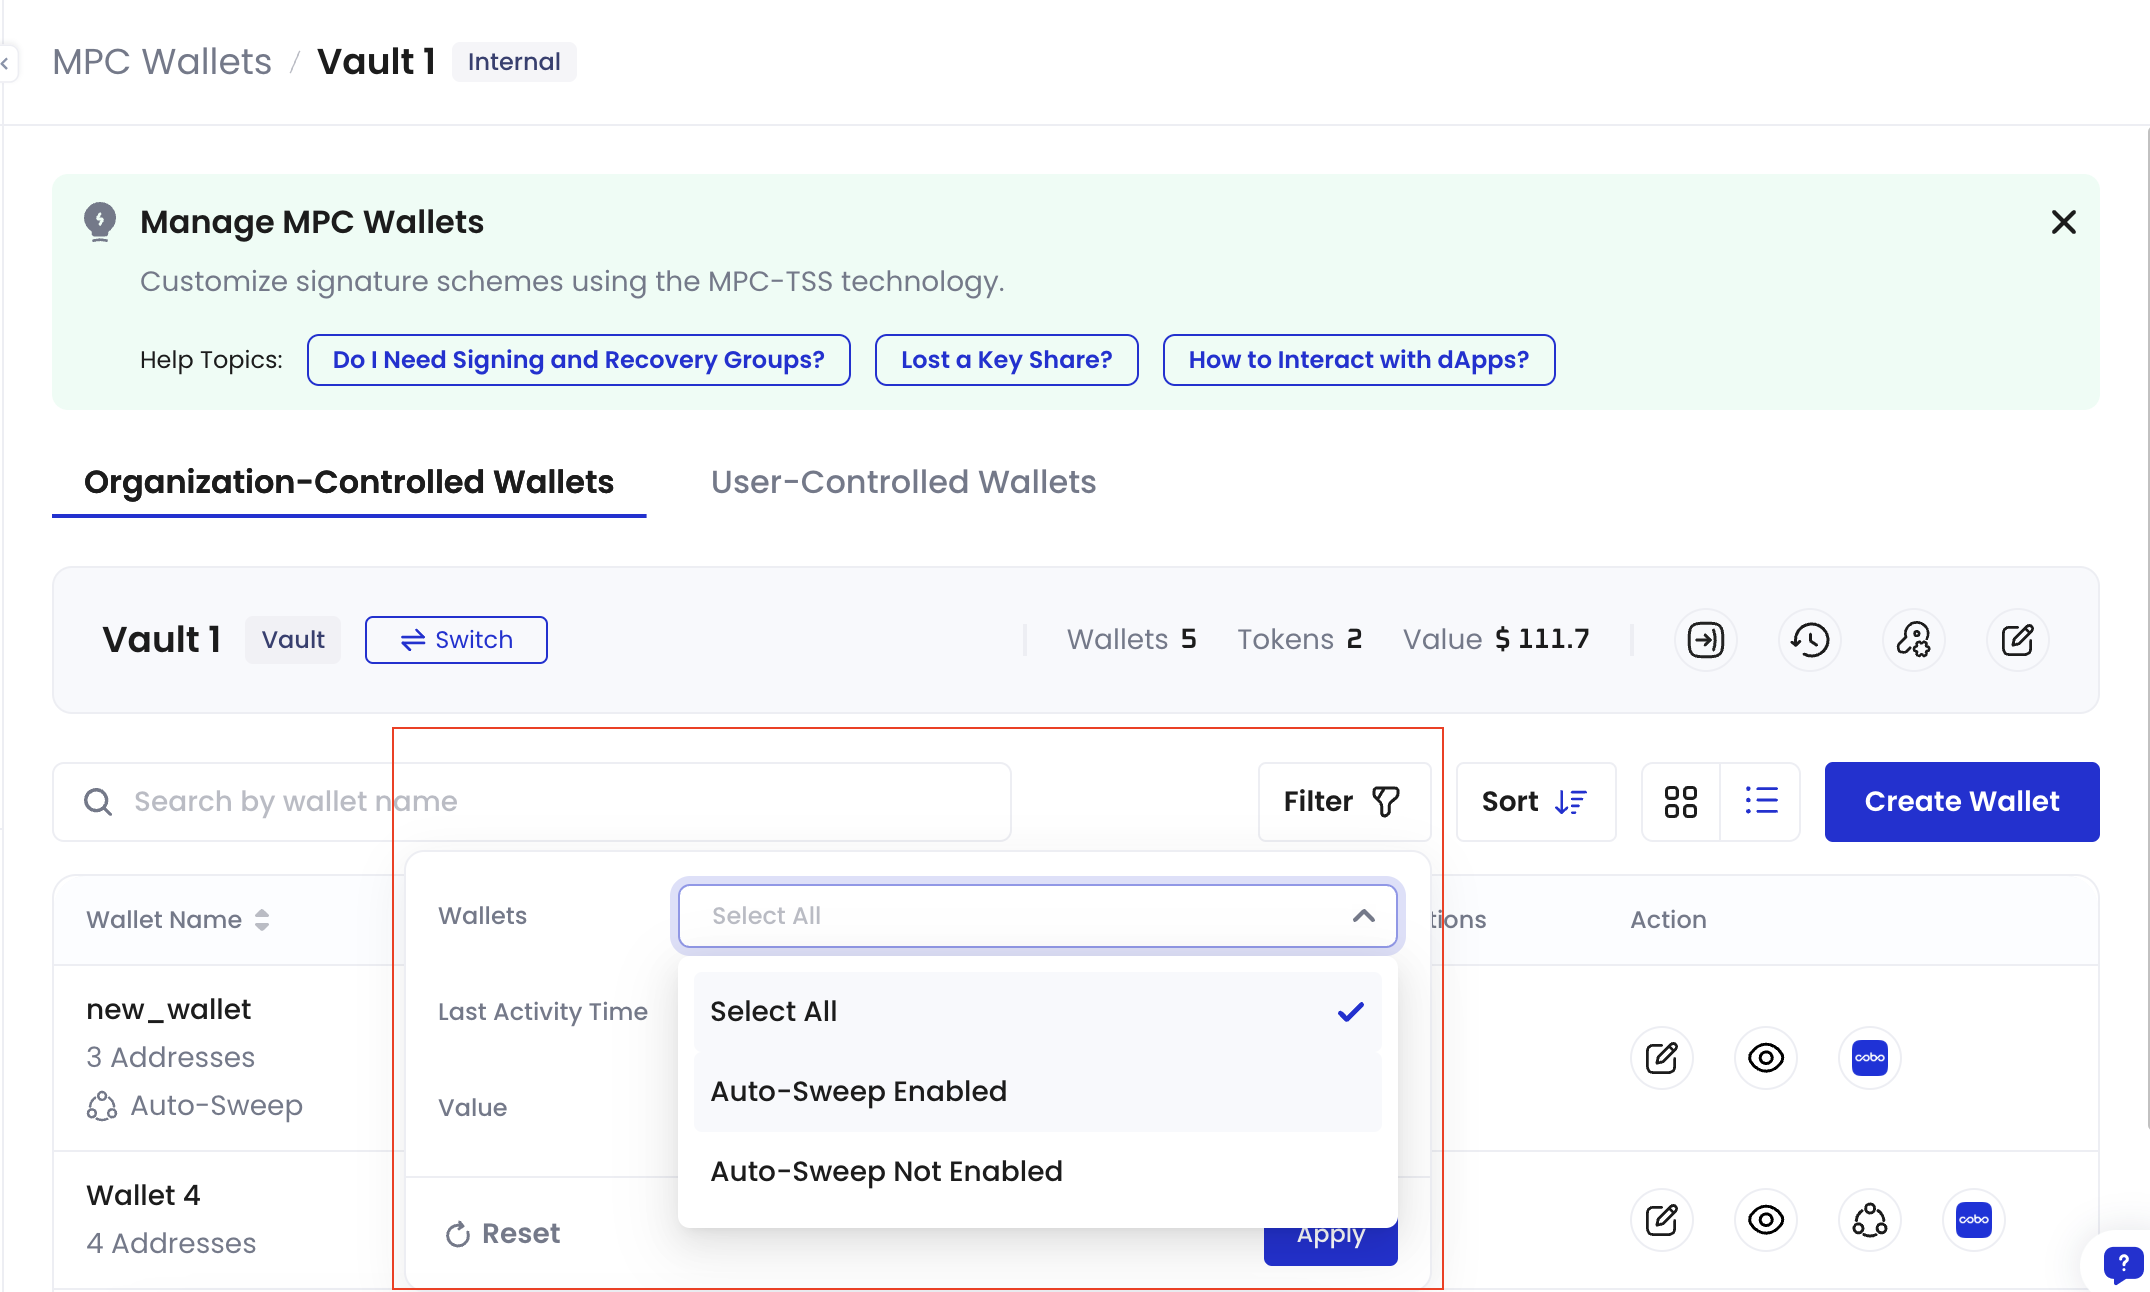 MPC Wallets / Vault 1 Internal
Manage MPC Wallets
Customize signature schemes using the MPC-TSS technology.
Help Topics: Do I Need Signing and Recovery Groups? Lost a Key Share? How to Interact with dApps?
Organization-Controlled Wallets User-Controlled Wallets
Vault 1 Vault Switch Wallets 5 Tokens 2 Value $ 111.7
Search by wallet name Filter Sort Create Wallet
Wallet Name Action
Wallets Select All
new_wallet
3 Addresses
Auto-Sweep
Last Activity Time Select All
Value Auto-Sweep Enabled
Auto-Sweep Not Enabled
cobo
Wallet 4
4 Addresses
Reset Apply
cobo
?